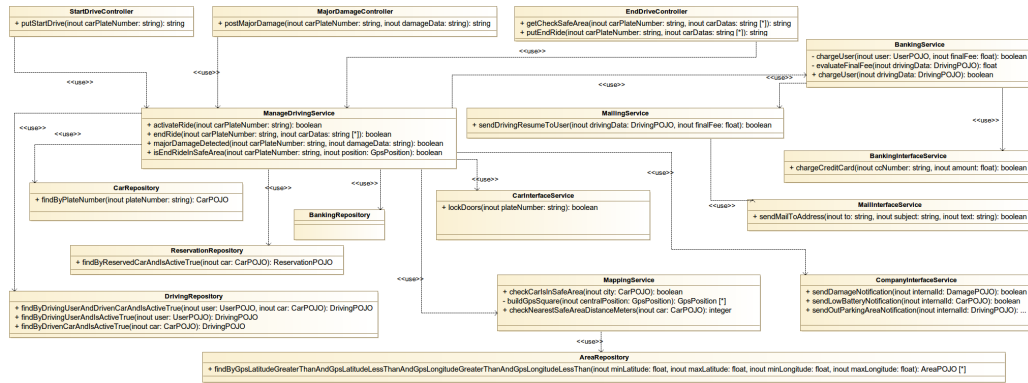 StartDriveController
+ putStartDrive(inout carPlateNumber: string): string
MajorDamageController
+ postMajorDamage(inout carPlateNumber: string, inout damageData: string): string
EndDriveController
+ getCheckSafeArea(inout carPlateNumber: string, inout carDatas: string [*]): string
+ putEndRide(inout carPlateNumber: string, inout carDatas: string [*]): string
BankingService
- chargeUser(inout user: UserPOJO, inout finalFee: float): boolean
- evaluateFinalFee(inout drivingData: DrivingPOJO): float
+ chargeUser(inout drivingData: DrivingPOJO): boolean
<<use>>
<<use>>
<<use>>
<<use>>
<<use>>
ManageDrivingService
+ activateRide(inout carPlateNumber: string): boolean
+ endRide(inout carPlateNumber: string, inout carDatas: string [*]): boolean
+ majorDamageDetected(inout carPlateNumber: string, inout damageData: string): boolean
+ isEndRideInSafeArea(inout carPlateNumber: string, inout position: GpsPosition): boolean
MailingService
+ sendDrivingResumeToUser(inout drivingData: DrivingPOJO, inout finalFee: float): boolean
<<use>>
<<use>>
<<use>>
BankingInterfaceService
+ chargeCreditCard(inout ccNumber: string, inout amount: float): boolean
CarRepository
+ findByPlateNumber(inout plateNumber: string): CarPOJO
<<use>>
<<use>>
<<use>>
CarInterfaceService
+ lockDoors(inout plateNumber: string): boolean
<<use>>
MailInterfaceService
+ sendMailToAddress(inout to: string, inout subject: string, inout text: string): boolean
BankingRepository
ReservationRepository
+ findByReservedCarAndIsActiveTrue(inout car: CarPOJO): ReservationPOJO
<<use>>
<<use>>
MappingService
+ checkCarIsInSafeArea(inout city: CarPOJO): boolean
- buildGpsSquare(inout centralPosition: GpsPosition): GpsPosition [*]
+ checkNearestSafeAreaDistanceMeters(inout car: CarPOJO): integer
CompanyInterfaceService
+ sendDamageNotification(inout internalId: DamagePOJO): boolean
+ sendLowBatteryNotification(inout internalId: CarPOJO): boolean
+ sendOutParkingAreaNotification(inout internalId: DrivingPOJO): ...
DrivingRepository
+ findByDrivingUserAndDrivenCarAndIsActiveTrue(inout user: UserPOJO, inout car: CarPOJO): DrivingPOJO
+ findByDrivingUserAndIsActiveTrue(inout user: UserPOJO): DrivingPOJO
+ findByDrivenCarAndIsActiveTrue(inout car: CarPOJO): DrivingPOJO
<<use>>
AreaRepository
+ findByGpsLatitudeGreaterThanAndGpsLatitudeLessThanAndGpsLongitudeGreaterThanAndGpsLongitudeLessThan(inout minLatitude: float, inout maxLatitude: float, inout minLongitude: float, inout maxLongitude: float): AreaPOJO [*]